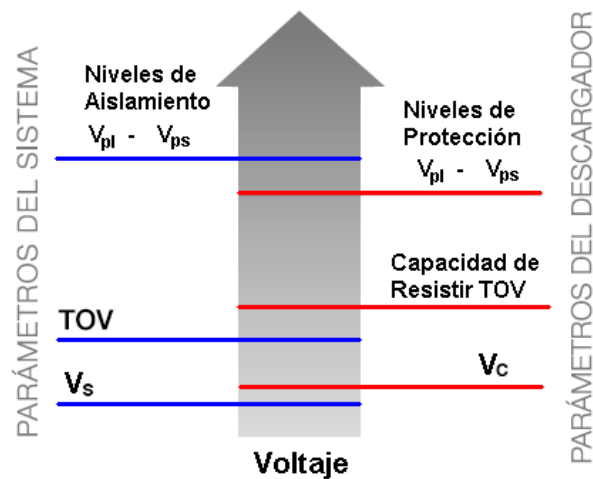 PARÁMETROS DEL SISTEMA
Niveles de
Aislamiento
Vpl - Vps
TOV
Vs
Niveles de
Protección
Vpl - Vps
Capacidad de
Resistir TOV
Vc
PARÁMETROS DEL DESCARGADOR
Voltaje